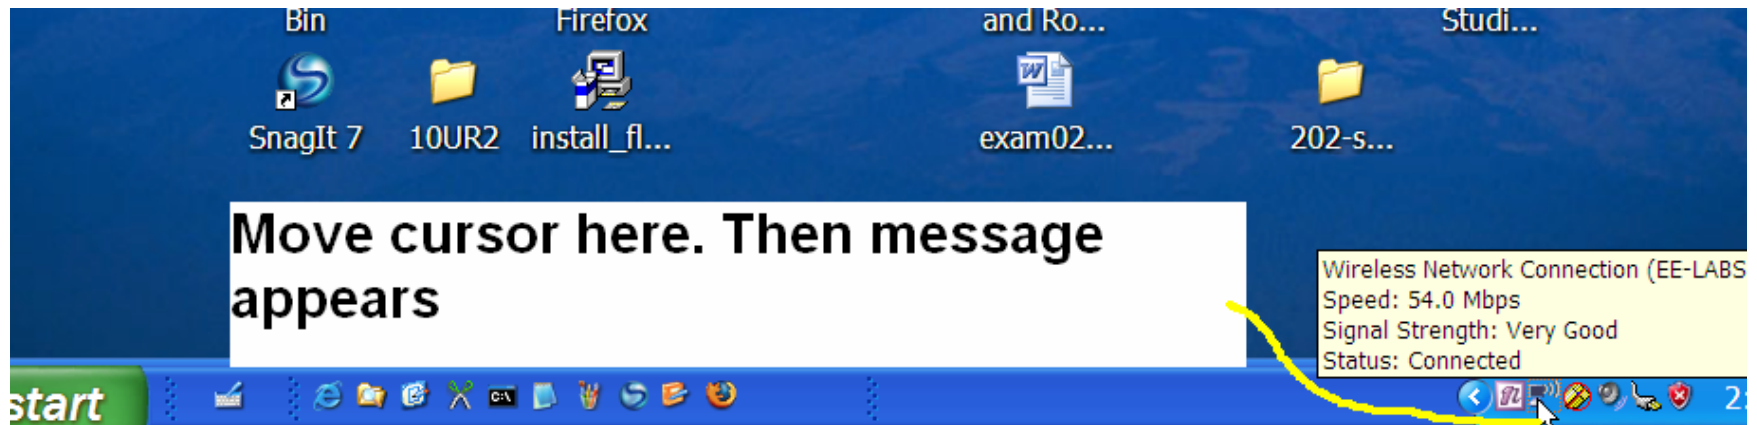 Bin
Firefox
and Ro...
Studi...
SnagIt 7
10UR2
install_fl...
exam02...
202-s...
Move cursor here. Then message
appears
Wireless Network Connection (EE-LABS
Speed: 54.0 Mbps
Signal Strength: Very Good
Status: Connected
start
2: